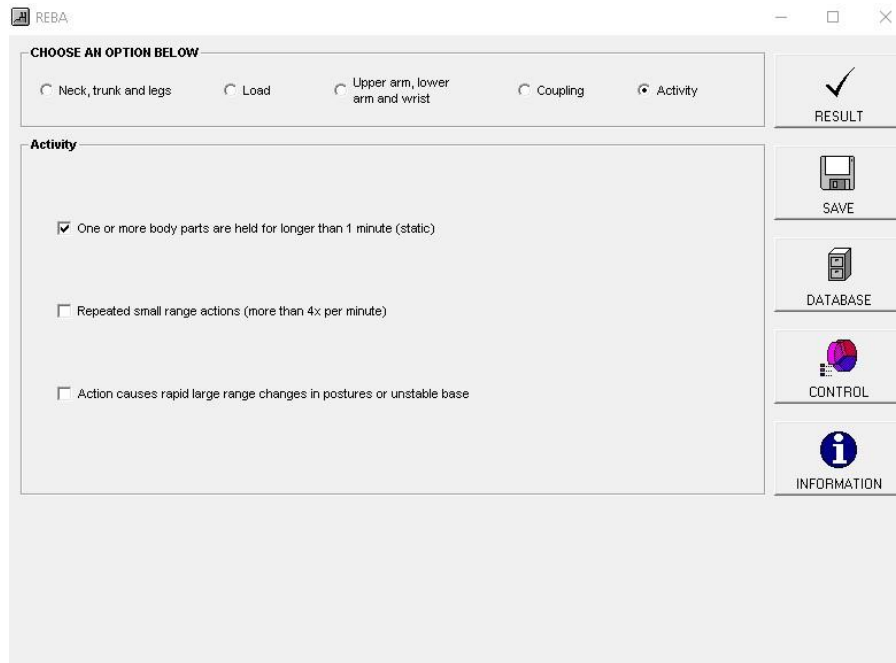 REBA
CHOOSE AN OPTION BELOW
Neck, trunk and legs
Load
Upper arm, lower
arm and wrist
Coupling
Activity
RESULT
Activity
One or more body parts are held for longer than 1 minute (static)
Repeated small range actions (more than 4x per minute)
Action causes rapid large range changes in postures or unstable base
SAVE
DATABASE
CONTROL
INFORMATION